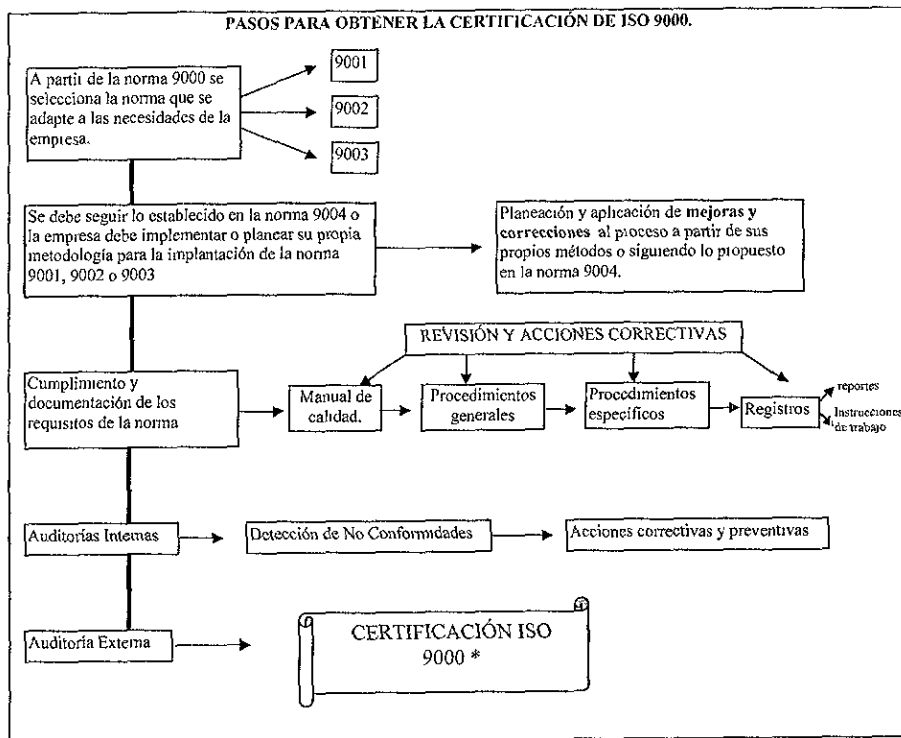 PASOS PARA OBTENER LA CERTIFICACIÓN DE ISO 9000.
A partir de la norma 9000 se
selecciona la norma que se
adapte a las necesidades de la
empresa.
9001
9002
9003
Se debe seguir lo establecido en la norma 9004 o
la empresa debe implementar o planear su propia
metodología para la implantación de la norma
9001, 9002 o 9003
Planeación y aplicación de mejoras y
correcciones al proceso a partir de sus
propios métodos o siguiendo lo propuesto
en la norma 9004.
REVISIÓN Y ACCIONES CORRECTIVAS
Cumplimiento y
documentación de los
requisitos de la norma
Manual de
calidad.
Procedimientos
generales
Procedimientos
específicos
Registros
reportes
Instrucciones
de trabajo
Auditorías Internas
Detección de No Conformidades
Acciones correctivas y preventivas
Auditoría Externa
CERTIFICACIÓN ISO
9000 *